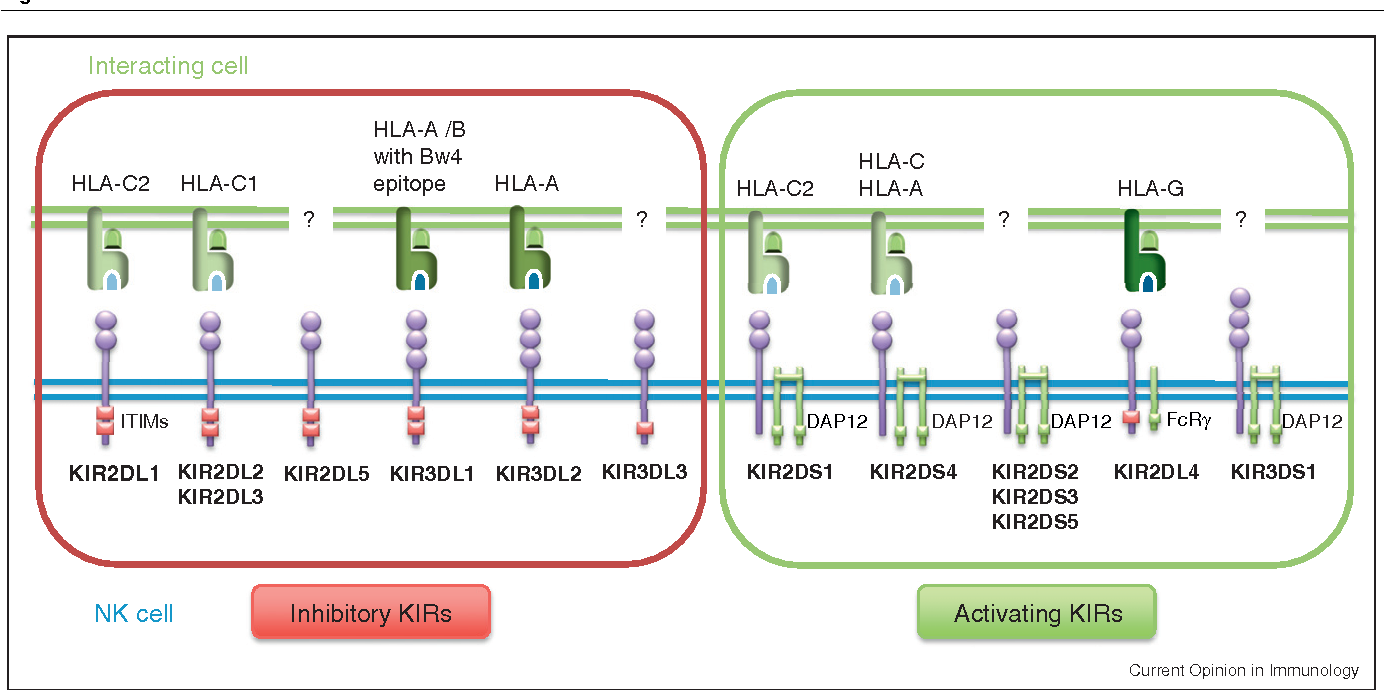 Interacting cell
HLA-C2
HLA-C1
?
HLA-A /B
with Bw4
epitope
HLA-A
?
HLA-C2
HLA-C
HLA-A
?
HLA-G
?
ITIMs
DAP12
DAP12
DAP12
FcRγ
DAP12
KIR2DL1
KIR2DL2
KIR2DL3
KIR2DL5
KIR3DL1
KIR3DL2
KIR3DL3
KIR2DS1
KIR2DS4
KIR2DS2
KIR2DS3
KIR2DS5
KIR2DL4
KIR3DS1
NK cell
Inhibitory KIRs
Activating KIRs
Current Opinion in Immunology